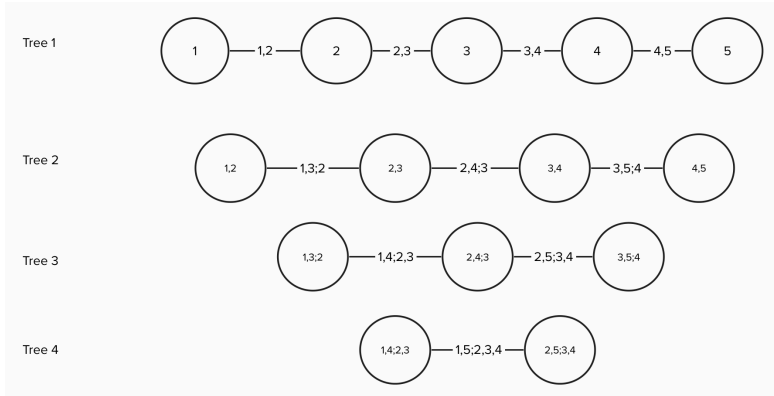 Tree 1 1 1,2 2 2,3 3 3,4 4 4,5 5
Tree 2 1,2 1,3;2 2,3 2,4;3 3,4 3,5;4 4,5
Tree 3 1,3;2 1,4;2,3 2,4;3 2,5;3,4 3,5;4
Tree 4 1,4;2,3 1,5;2,3,4 2,5;3,4